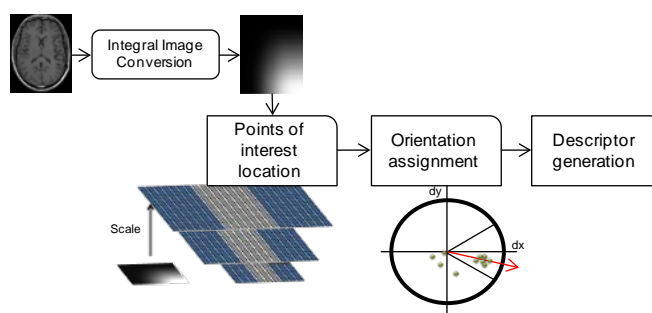 Integral Image
Conversion
Points of
interest
location
Orientation
assignment
Descriptor
generation
Scale
dy
dx